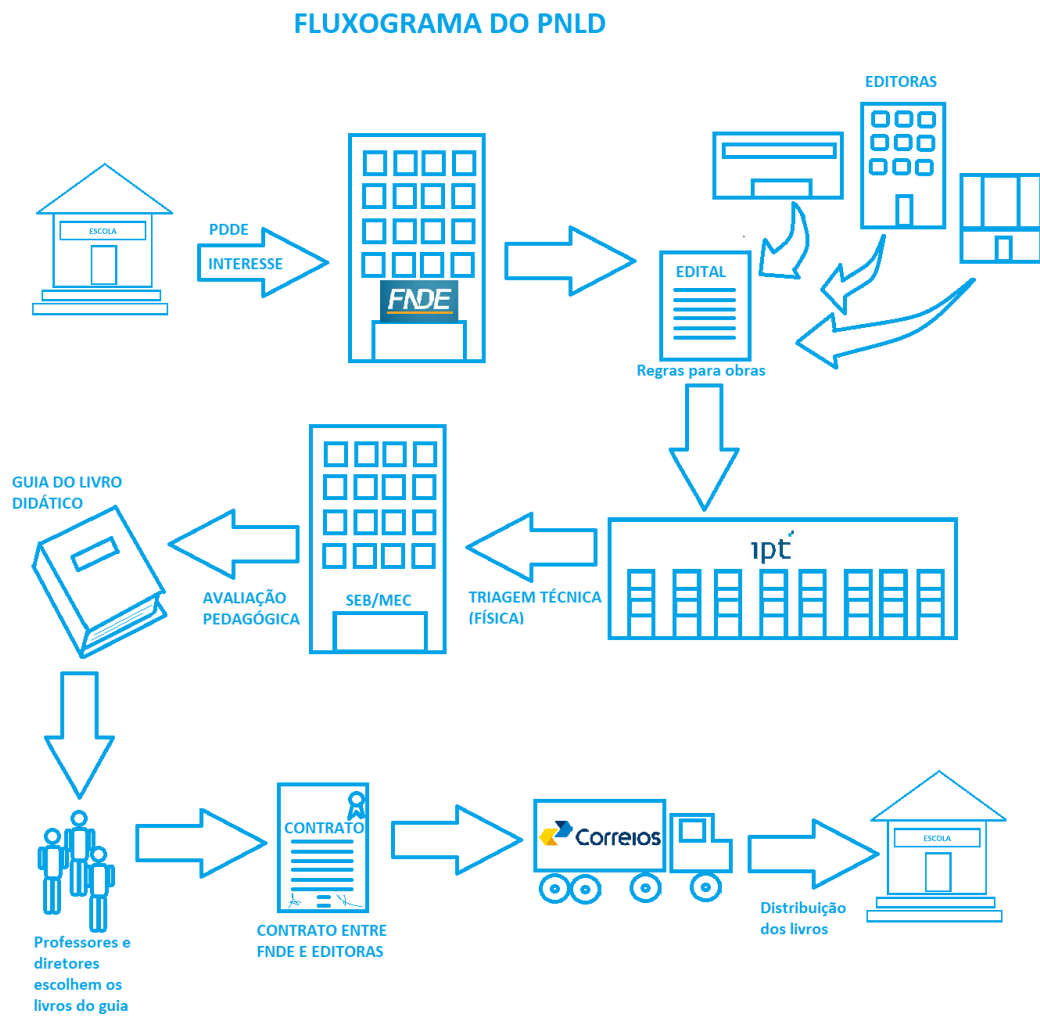 FLUXOGRAMA DO PNLD
EDITORAS
ESCOLA
PDDE
INTERESSE
FNDE
EDITAL
Regras para obras
GUIA DO LIVRO
DIDÁTICO
AVALIAÇÃO
PEDAGÓGICA
SEB/MEC
TRIAGEM TÉCNICA
(FÍSICA)
ipt
Professores e
diretores
escolhem os
livros do guia
CONTRATO
CONTRATO ENTRE
FNDE E EDITORAS
Correios
Distribuição
dos livros
ESCOLA